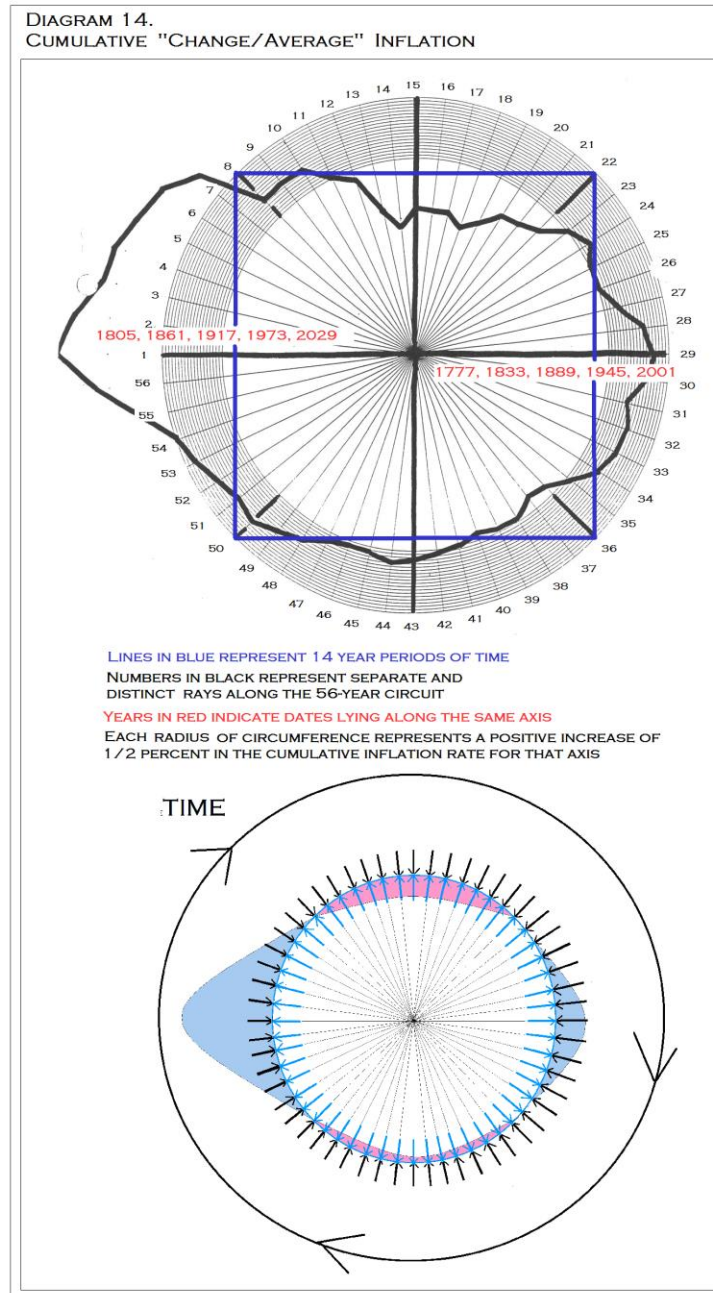 DIAGRAM 14.
CUMULATIVE "CHANGE/AVERAGE" INFLATION
15
14 16
13 17
12 18
11 19
10 20
9 21
8 22
7 23
6 24
5 25
4 26
3 27
2 28
1805, 1861, 1917, 1973, 2029
1 29
1777, 1833, 1889, 1945, 2001
56 30
55 31
54 32
53 33
52 34
51 35
50 36
49 37
48 38
47 39
46 40
45 41
44 42
43
LINES IN BLUE REPRESENT 14 YEAR PERIODS OF TIME
NUMBERS IN BLACK REPRESENT SEPARATE AND
DISTINCT RAYS ALONG THE 56-YEAR CIRCUIT
YEARS IN RED INDICATE DATES LYING ALONG THE SAME AXIS
EACH RADIUS OF CIRCUMFERENCE REPRESENTS A POSITIVE INCREASE OF
1/2 PERCENT IN THE CUMULATIVE INFLATION RATE FOR THAT AXIS
TIME